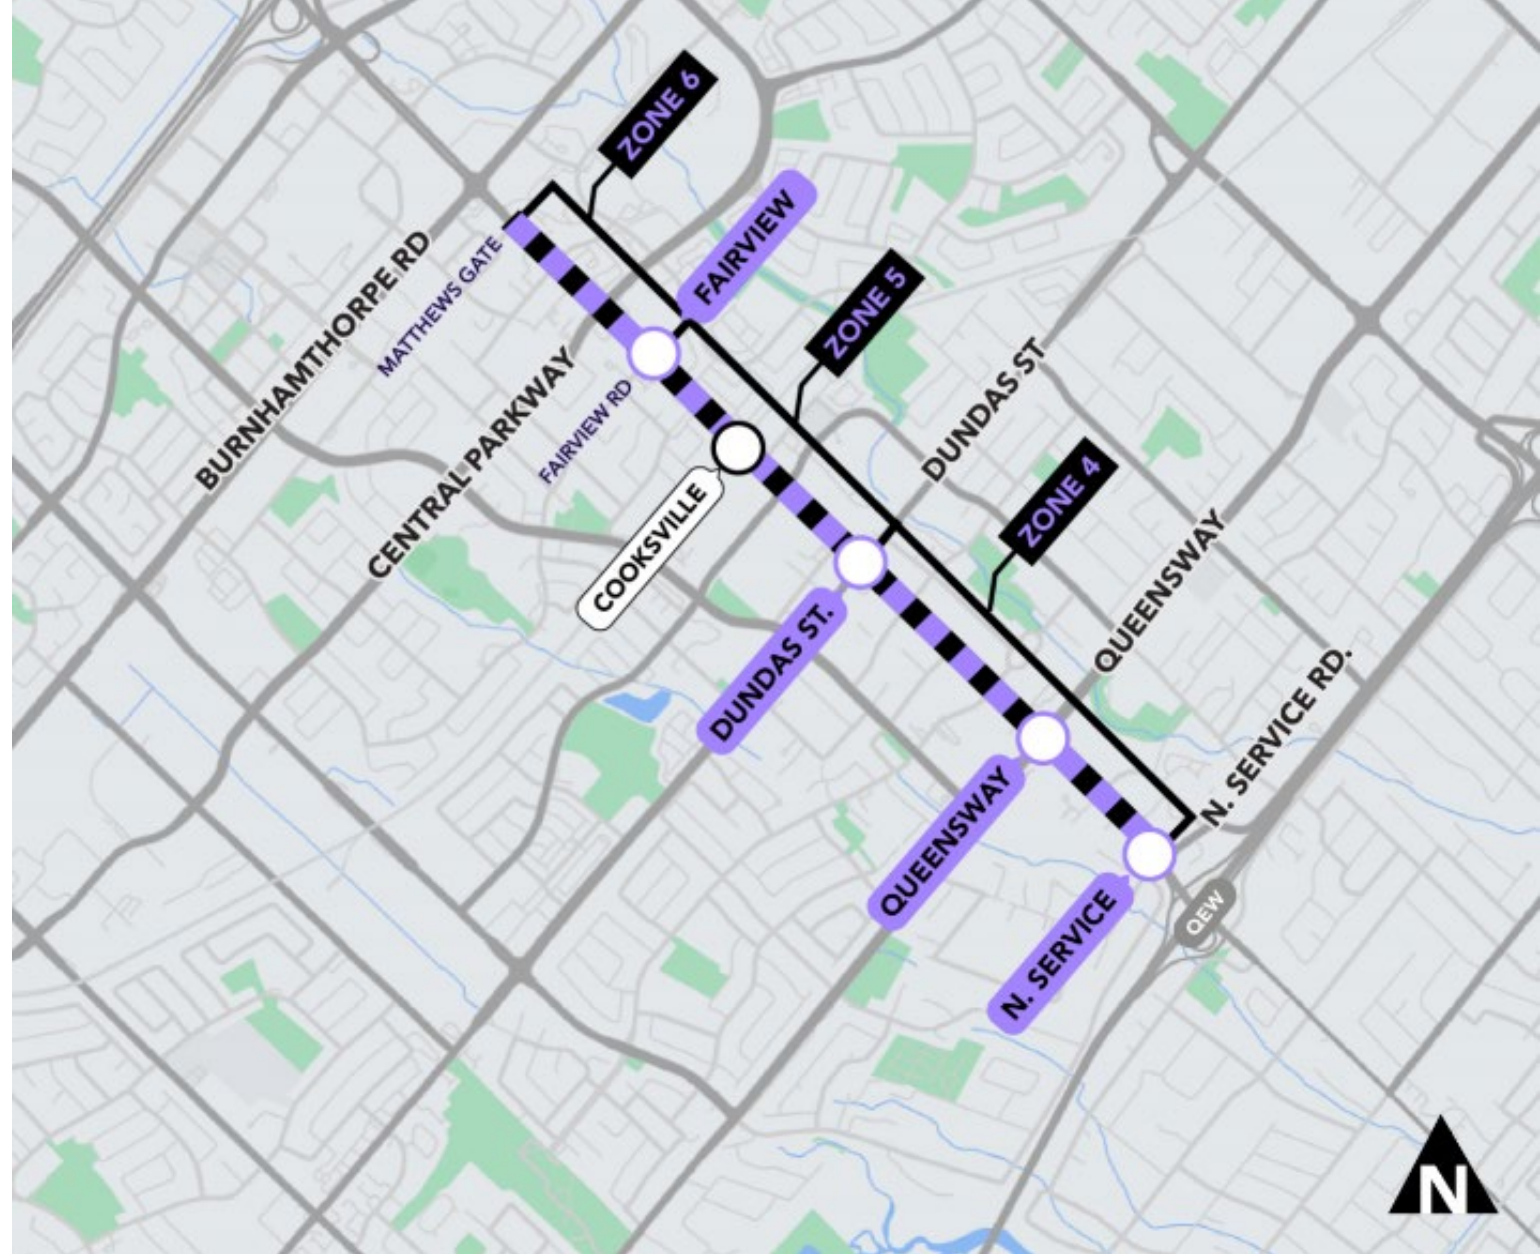 ZONE 6
FAIRVIEW
ZONE 5
BURNHAMTHORPE RD
MATTHEWS GATE
CENTRAL PARKWAY
FAIRVIEW RD
COOKSVILLE
DUNDAS ST
ZONE 4
DUNDAS ST.
QUEENSWAY
N. SERVICE RD.
QUEENSWAY
N. SERVICE
QEW
N